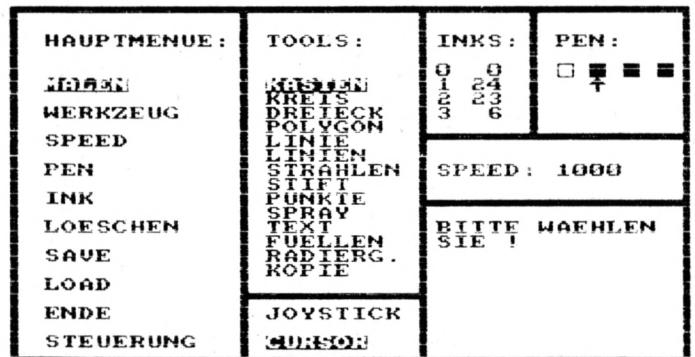 HAUPTMENUE:
MALEN
WERKZEUG
SPEED
PEN
INK
LOESCHEN
SAVE
LOAD
ENDE
STEUERUNG
TOOLS:
KASTEN
KREIS
DREIECK
POLYGON
LINIE
LINIEN
STRAHLEN
STIFT
PUNKTE
SPRAY
TEXT
FUELLEN
RADIERG.
KOPIE
JOYSTICK
CURSOR
INKS:
0 0
1 24
2 23
3 6
PEN:
SPEED: 1000
BITTE WAEHLEN
SIE !